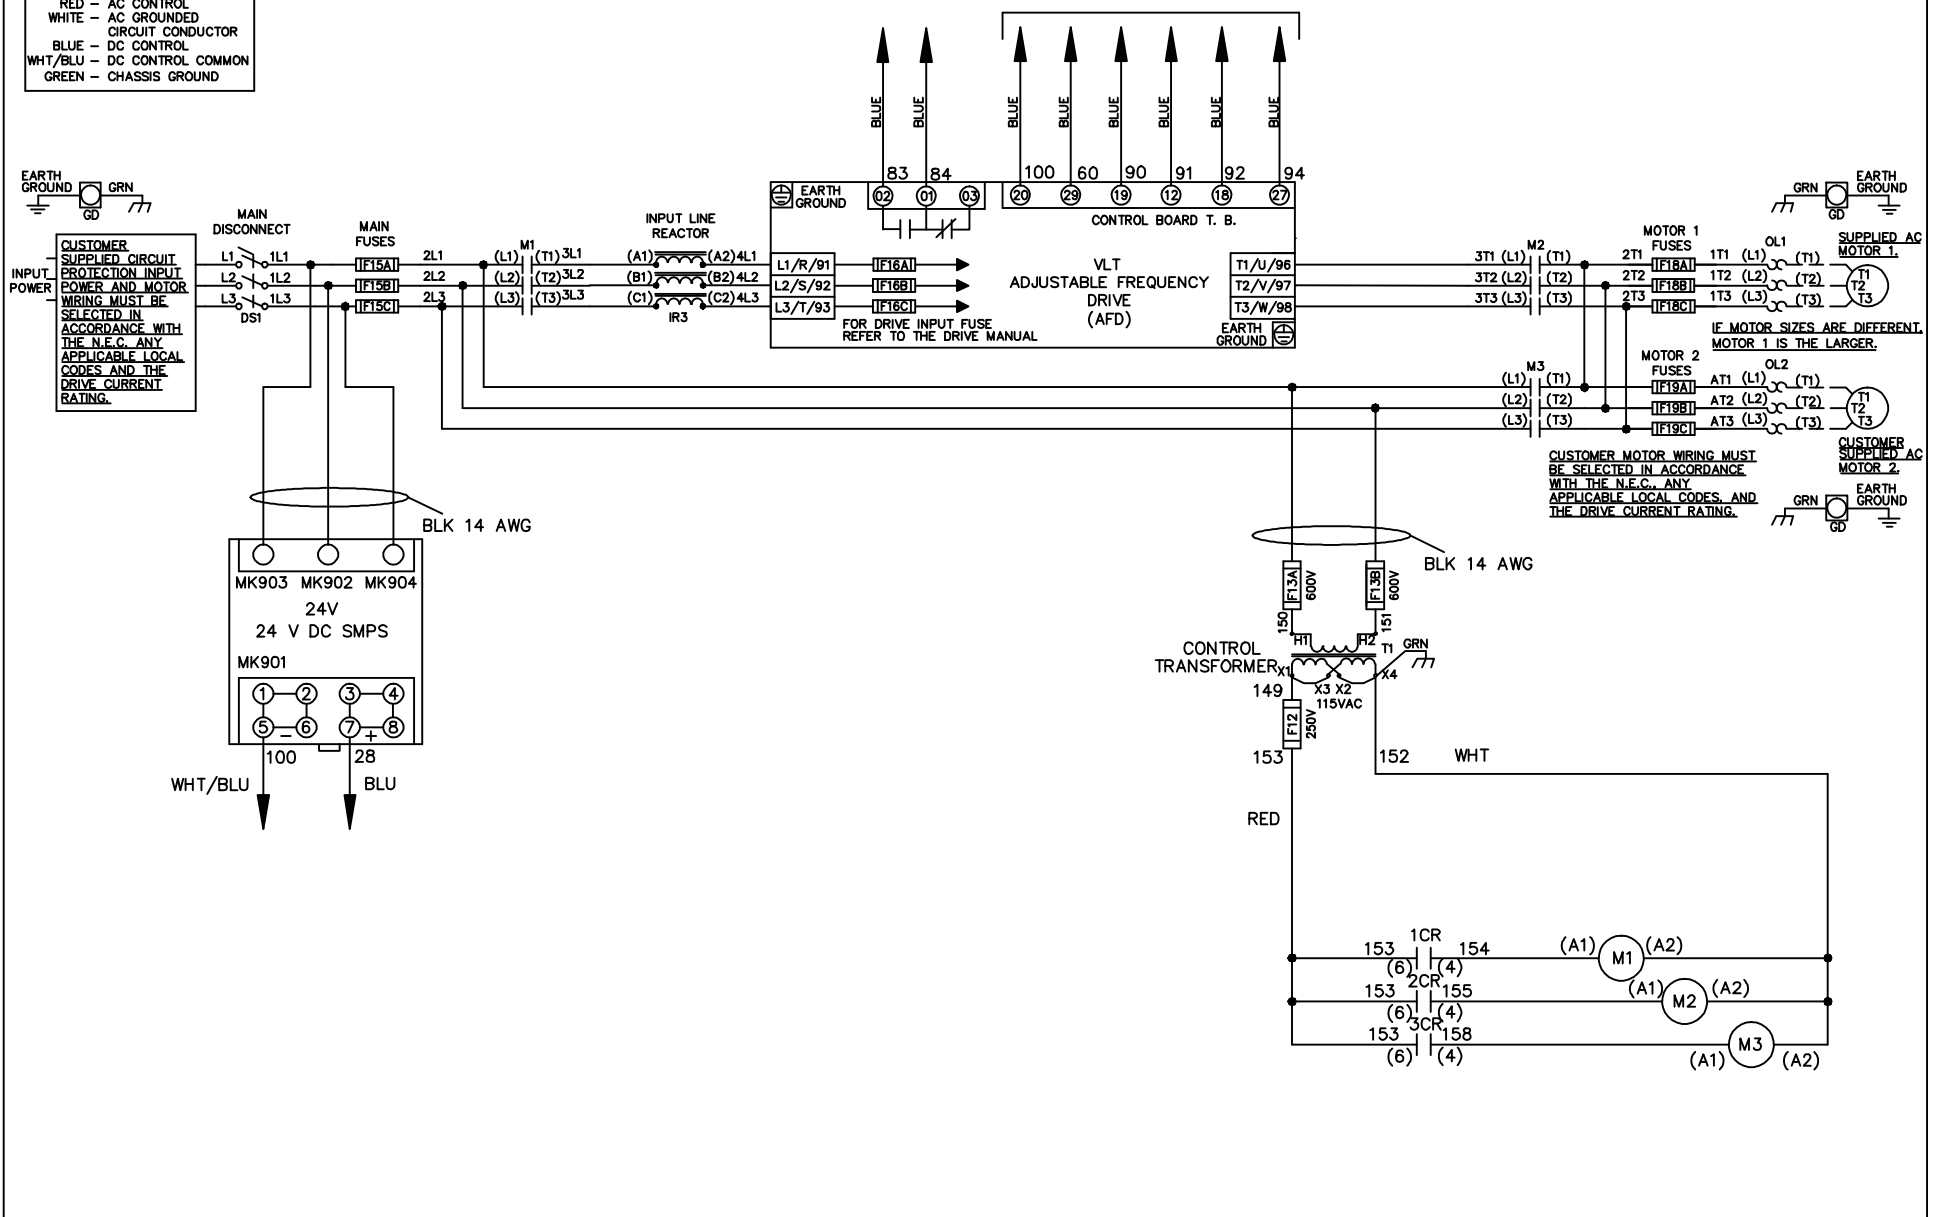 RED – AC CONTROL
WHITE – AC GROUNDED
CIRCUIT CONDUCTOR
BLUE – DC CONTROL
WHT/BLU – DC CONTROL COMMON
GREEN – CHASSIS GROUND
BLUE
BLUE
BLUE
BLUE
BLUE
BLUE
BLUE
BLUE
83
84
100
60
90
91
92
94
EARTH
GROUND
GRN
GD
EARTH
GROUND
02
01
03
20
29
19
12
18
27
CONTROL BOARD T. B.
GRN
EARTH
GROUND
GD
INPUT
POWER
CUSTOMER
SUPPLIED CIRCUIT
PROTECTION INPUT
POWER AND MOTOR
WIRING MUST BE
SELECTED IN
ACCORDANCE WITH
THE N.E.C. ANY
APPLICABLE LOCAL
CODES AND THE
DRIVE CURRENT
RATING.
MAIN
DISCONNECT
L1 1L1
L2 1L2
L3 1L3
DS1
MAIN
FUSES
F15A
F15B
F15C
2L1
2L2
2L3
M1
(L1) (T1) 3L1
(L2) (T2) 3L2
(L3) (T3) 3L3
INPUT LINE
REACTOR
(A1) (A2) 4L1
(B1) (B2) 4L2
(C1) (C2) 4L3
IR3
L1/R/91
L2/S/92
L3/T/93
F16A
F16B
F16C
FOR DRIVE INPUT FUSE
REFER TO THE DRIVE MANUAL
VLT
ADJUSTABLE FREQUENCY
DRIVE
(AFD)
T1/U/96
T2/V/97
T3/W/98
EARTH
GROUND
M2
3T1 (L1) (T1)
3T2 (L2) (T2)
3T3 (L3) (T3)
2T1
2T2
2T3
MOTOR 1
FUSES
F18A
F18B
F18C
1T1 (L1) (T1)
1T2 (L2) (T2)
1T3 (L3) (T3)
OL1
SUPPLIED AC
MOTOR 1.
T1
T2
T3
IF MOTOR SIZES ARE DIFFERENT,
MOTOR 1 IS THE LARGER.
M3
(L1) (T1)
(L2) (T2)
(L3) (T3)
MOTOR 2
FUSES
F19A
F19B
F19C
AT1 (L1) (T1)
AT2 (L2) (T2)
AT3 (L3) (T3)
OL2
T1
T2
T3
CUSTOMER
SUPPLIED AC
MOTOR 2.
CUSTOMER MOTOR WIRING MUST
BE SELECTED IN ACCORDANCE
WITH THE N.E.C., ANY
APPLICABLE LOCAL CODES, AND
THE DRIVE CURRENT RATING.
GRN
EARTH
GROUND
GD
BLK 14 AWG
MK903 MK902 MK904
24V
24 V DC SMPS
MK901
1 2 3 4
5 6 7 8
– +
100
28
WHT/BLU
BLU
BLK 14 AWG
F13A
600V
F13B
600V
150
151
H1
H2
T1
GRN
CONTROL
TRANSFORMER
X1
X3 X2
X4
115VAC
149
F12
250V
153
152
WHT
RED
153 1CR 154
(6) (4)
(A1) M1 (A2)
153 2CR 155
(6) (4)
(A1) M2 (A2)
153 3CR 158
(6) (4)
(A1) M3 (A2)